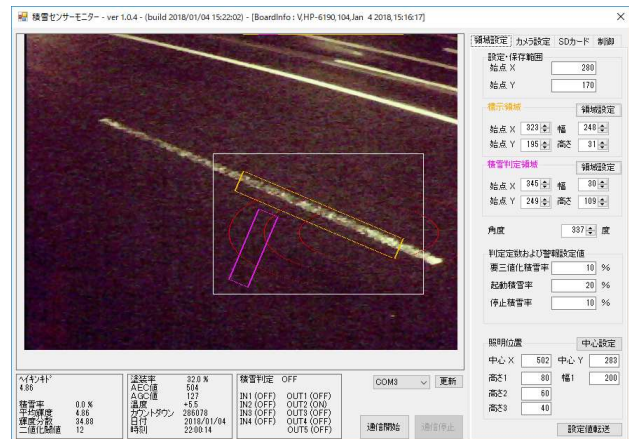 積雪センサーモニター - ver 1.0.4 - (build 2018/01/04 15:22:02) - [BoardInfo : V,HP-6190,104,Jan 4 2018,15:16:17]
領域設定 カメラ設定 SDカード 制御
設定・保存範囲
始点 X 280
始点 Y 170
標示領域 領域設定
始点 X 323 幅 248
始点 Y 195 高さ 31
積雪判定領域 領域設定
始点 X 345 幅 30
始点 Y 249 高さ 109
角度 337 度
判定定数および警報設定値
要三値化積雪率 10 %
起動積雪率 20 %
停止積雪率 10 %
照明位置 中心設定
中心 X 502 中心 Y 283
高さ1 80 幅1 200
高さ2 60
高さ3 40
設定値転送
ヘイキンキド
4.86
積雪率 0.0 %
平均輝度 4.86
輝度分散 34.88
二値化閾値 12
塗装率 32.0 %
AEC値 504
AGC値 127
温度 +5.5
カウントダウン 286078
日付 2018/01/04
時刻 22:00:14
積雪判定 OFF
IN1 (OFF) OUT1 (OFF)
IN2 (OFF) OUT2 (ON)
IN3 (OFF) OUT3 (OFF)
IN4 (OFF) OUT4 (OFF)
OUT5 (OFF)
COM3 更新
通信開始 通信停止